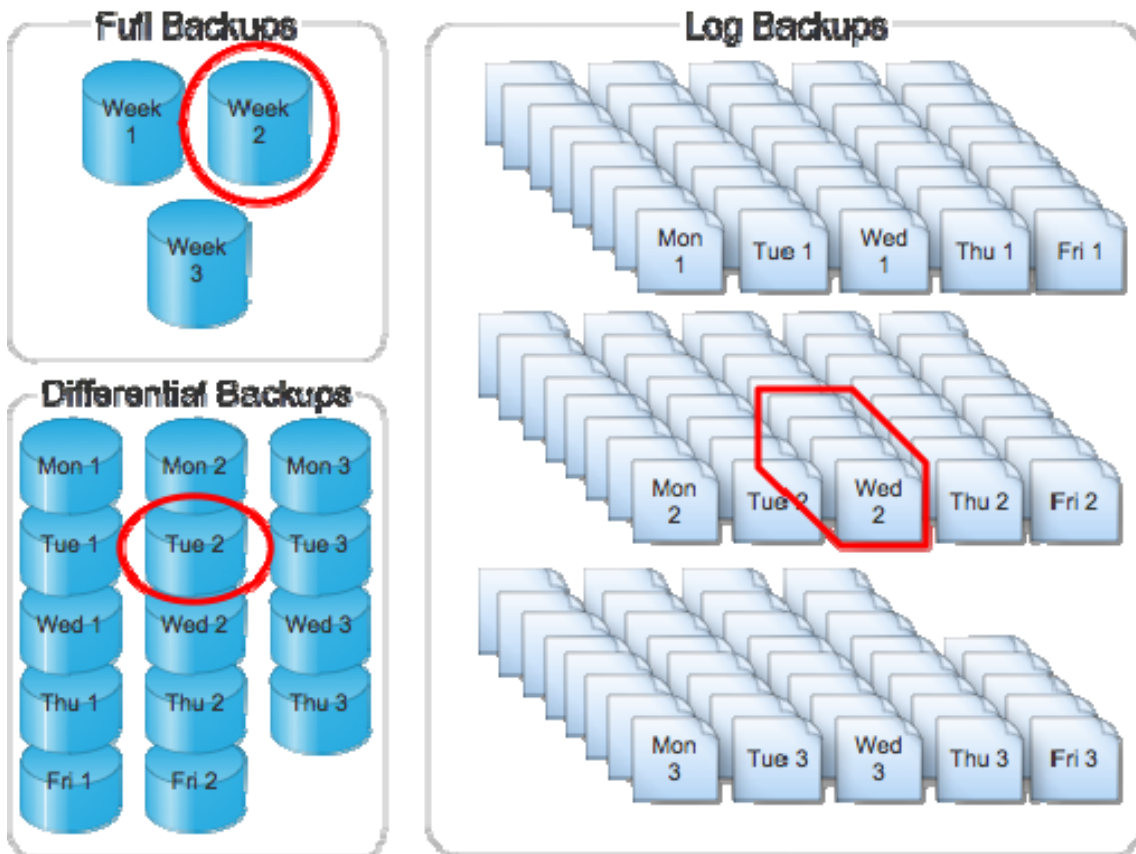 Full Backups
Week
1
Week
2
Week
3
Differential Backups
Mon 1
Mon 2
Mon 3
Tue 1
Tue 2
Tue 3
Wed 1
Wed 2
Wed 3
Thu 1
Thu 2
Thu 3
Fri 1
Fri 2
Log Backups
Mon
1
Tue 1
Wed
1
Thu 1
Fri 1
Mon
2
Tue 2
Wed
2
Thu 2
Fri 2
Mon
3
Tue 3
Wed
3
Thu 3
Fri 3